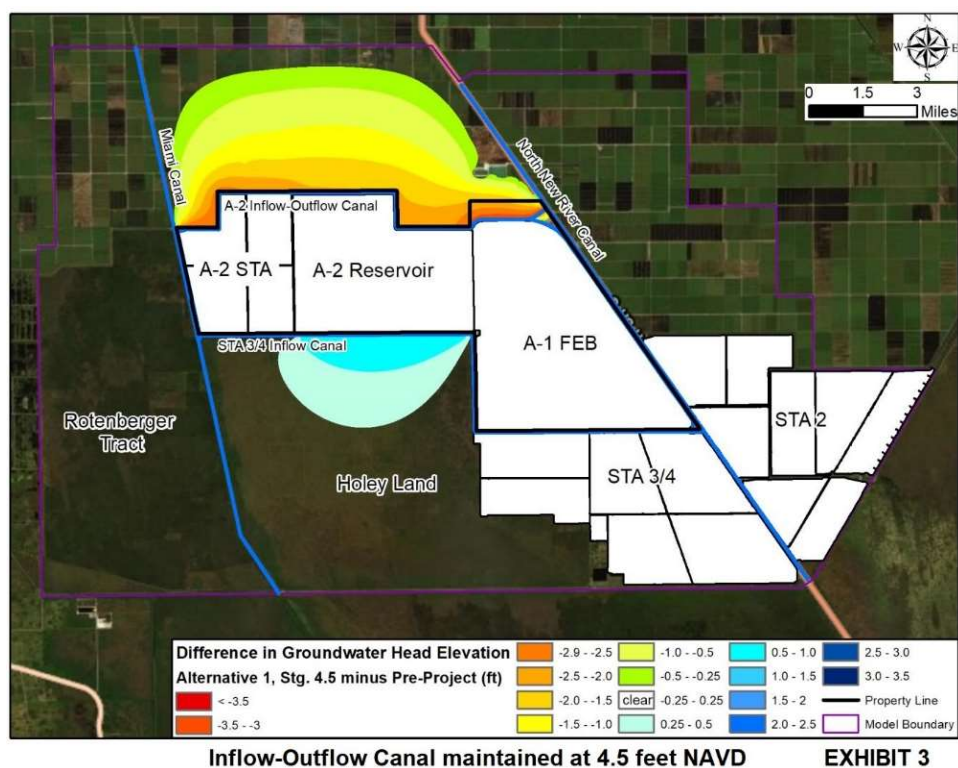 N
W E
S
0 1.5 3
Miles
Miami Canal
North New River Canal
A-2 Inflow-Outflow Canal
A-2 STA
A-2 Reservoir
A-1 FEB
STA 3/4 Inflow Canal
Rotenberger
Tract
Holey Land
STA 2
STA 3/4
Difference in Groundwater Head Elevation
Alternative 1, Stg. 4.5 minus Pre-Project (ft)
< -3.5
-3.5 - -3
-2.9 - -2.5
-2.5 - -2.0
-2.0 - -1.5
-1.5 - -1.0
-1.0 - -0.5
-0.5 - -0.25
clear -0.25 - 0.25
0.25 - 0.5
0.5 - 1.0
1.0 - 1.5
1.5 - 2
2.0 - 2.5
2.5 - 3.0
3.0 - 3.5
Property Line
Model Boundary
Inflow-Outflow Canal maintained at 4.5 feet NAVD EXHIBIT 3